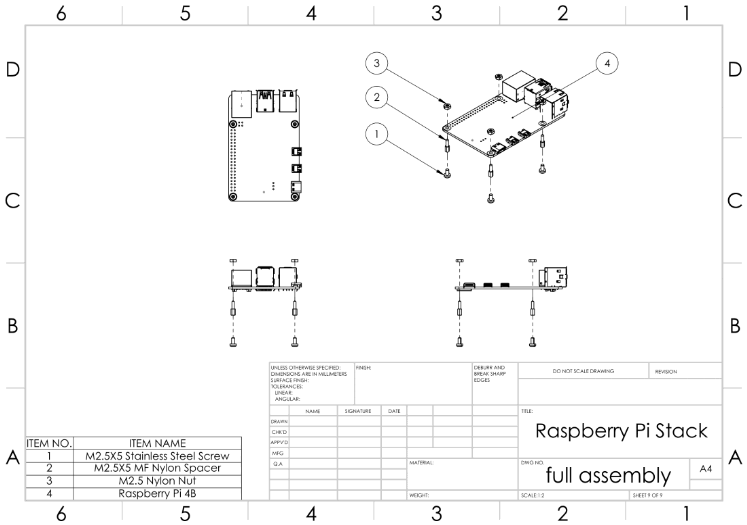 6 5 4 3 2 1
D D
3 4
2
1
C C
B B
UNLESS OTHERWISE SPECIFIED: FINISH: DEBURR AND DO NOT SCALE DRAWING REVISION
DIMENSIONS ARE IN MILLIMETERS BREAK SHARP
SURFACE FINISH: EDGES
TOLERANCES:
LINEAR:
ANGULAR:
NAME SIGNATURE DATE TITLE:
DRAWN
CHK'D
APPV'D
MFG
Q.A MATERIAL: DWG NO.
WEIGHT: SCALE:1:2 SHEET 9 OF 9
Raspberry Pi Stack
full assembly A4
A A
ITEM NO. ITEM NAME
1 M2.5X5 Stainless Steel Screw
2 M2.5X5 MF Nylon Spacer
3 M2.5 Nylon Nut
4 Raspberry Pi 4B
6 5 4 3 2 1